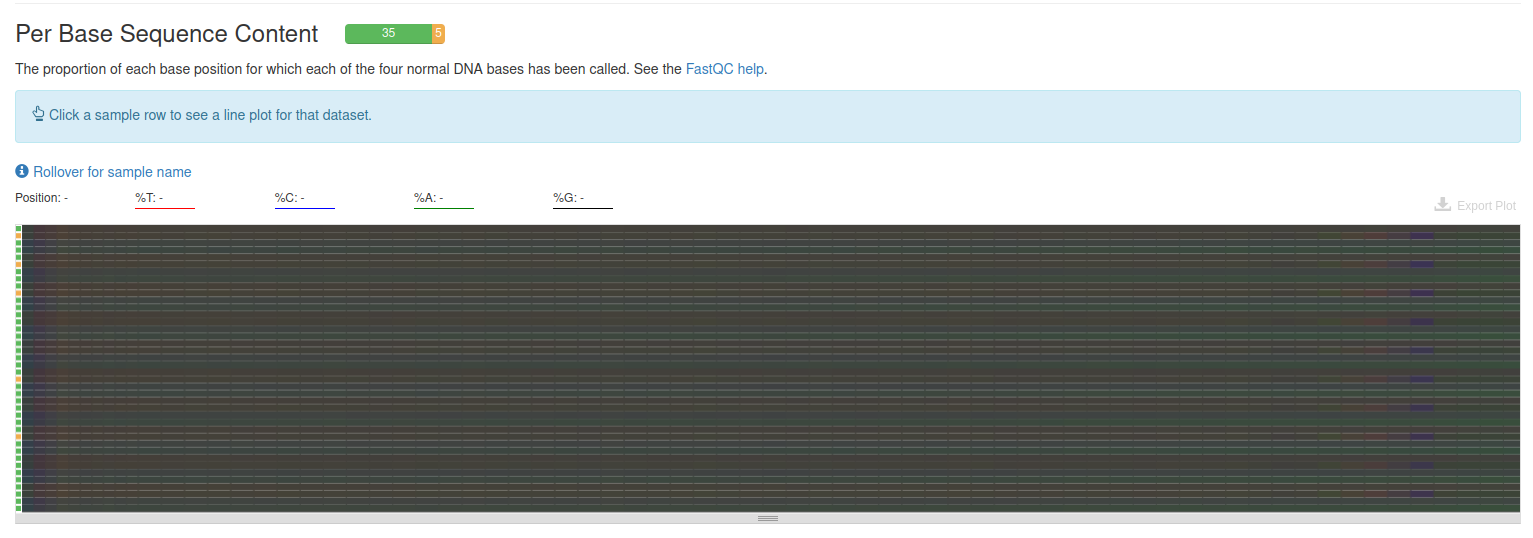 Per Base Sequence Content 35 5
The proportion of each base position for which each of the four normal DNA bases has been called. See the FastQC help.
Click a sample row to see a line plot for that dataset.
Rollover for sample name
Position: - %T: - %C: - %A: - %G: -
Export Plot